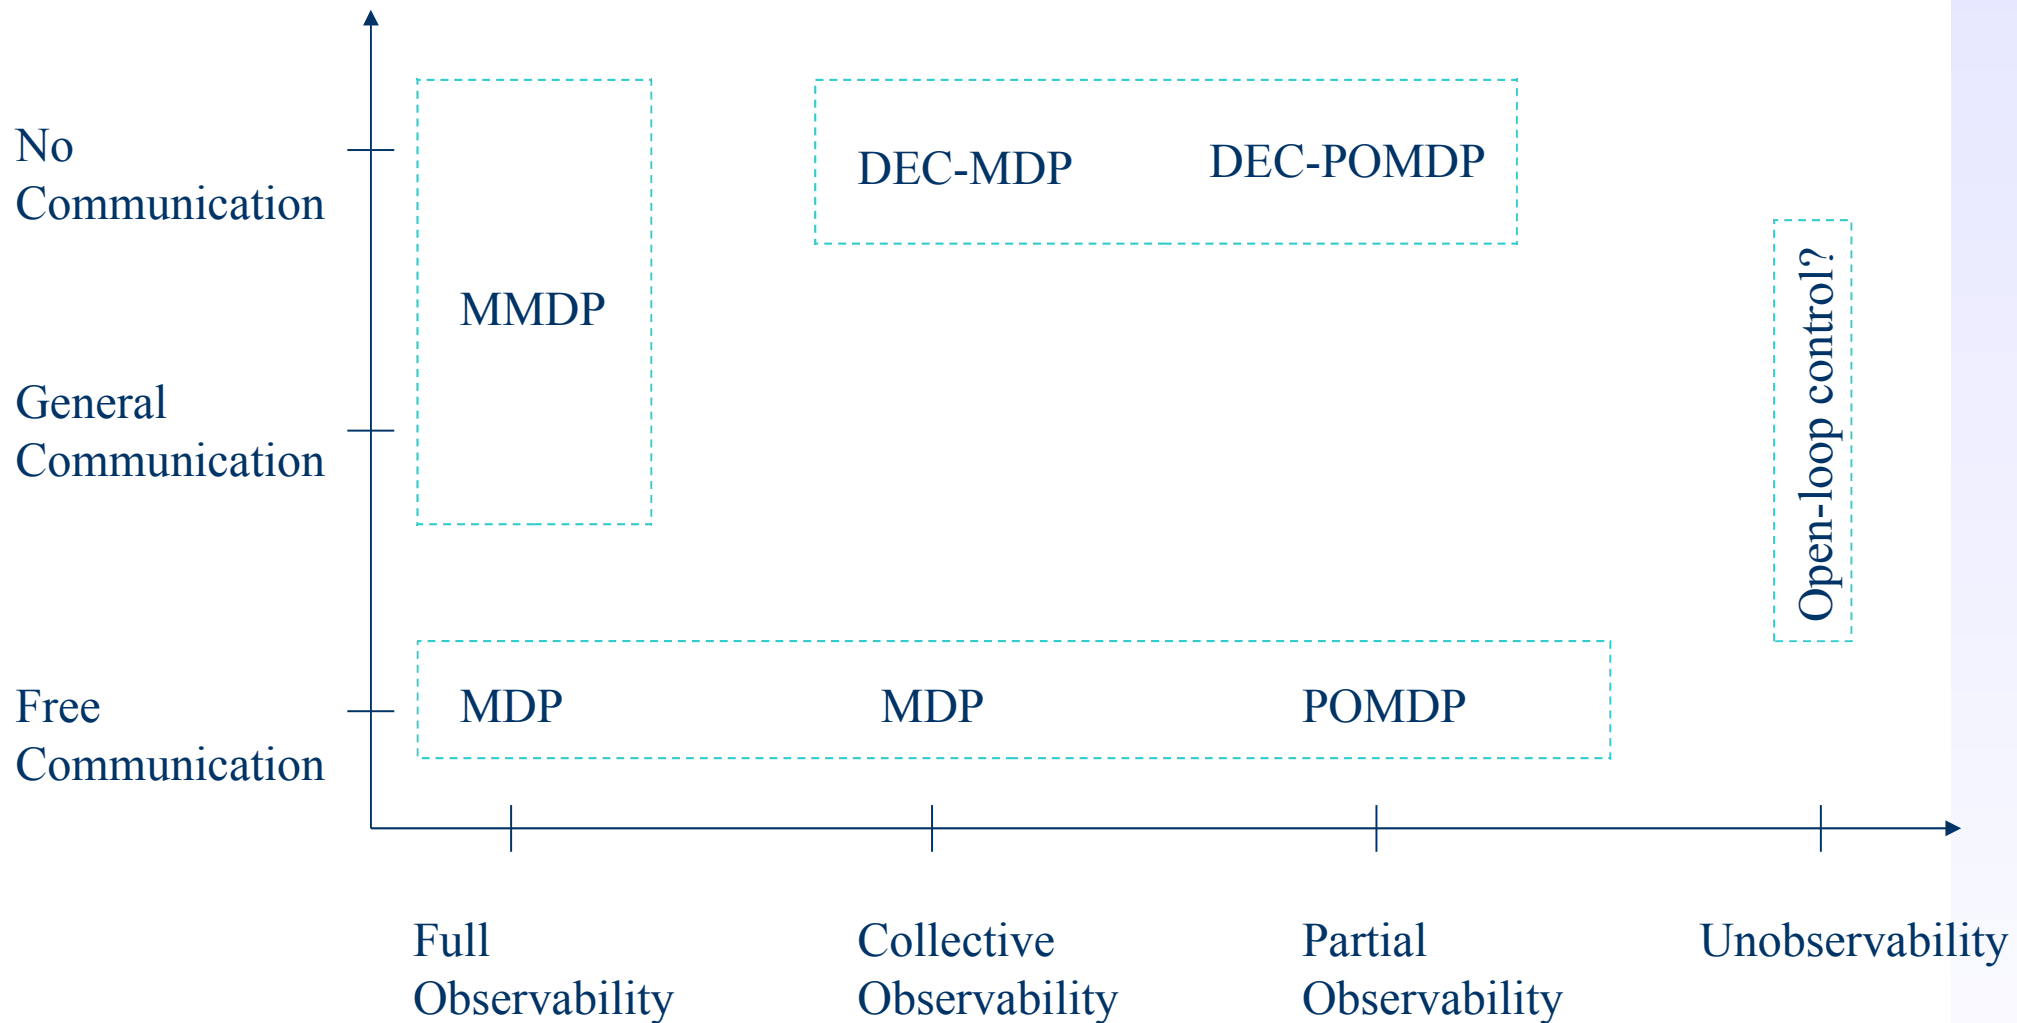 No
Communication
DEC-MDP
DEC-POMDP
MMDP
General
Communication
Open-loop control?
Free
Communication
MDP
MDP
POMDP
Full
Observability
Collective
Observability
Partial
Observability
Unobservability